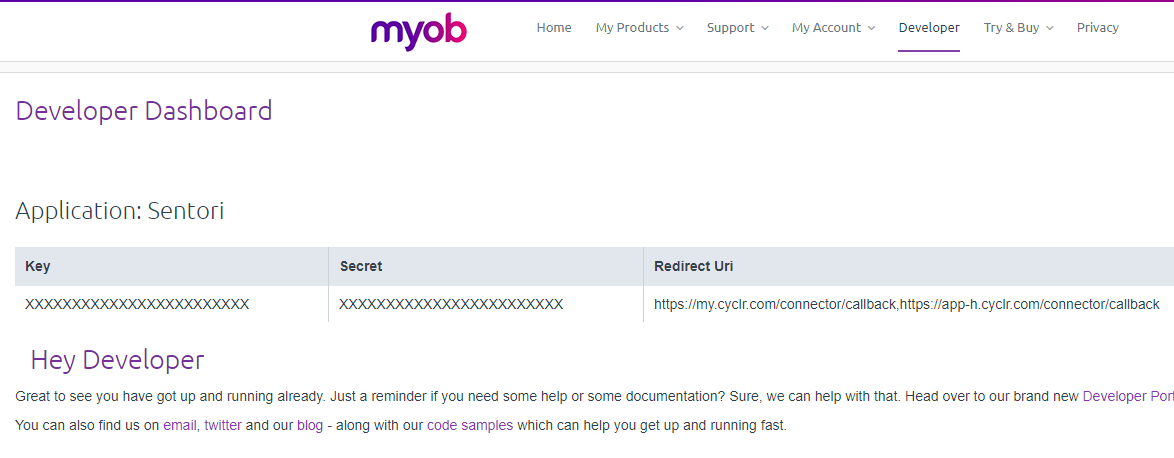 myob Home My Products Support My Account Developer Try & Buy Privacy
Developer Dashboard
Application: Sentori
Key Secret Redirect Uri
XXXXXXXXXXXXXXXXXXXXXXXX XXXXXXXXXXXXXXXXXXXXXXXX https://my.cyclr.com/connector/callback,https://app-h.cyclr.com/connector/callback
Hey Developer
Great to see you have got up and running already. Just a reminder if you need some help or some documentation? Sure, we can help with that. Head over to our brand new Developer Port
You can also find us on email, twitter and our blog - along with our code samples which can help you get up and running fast.